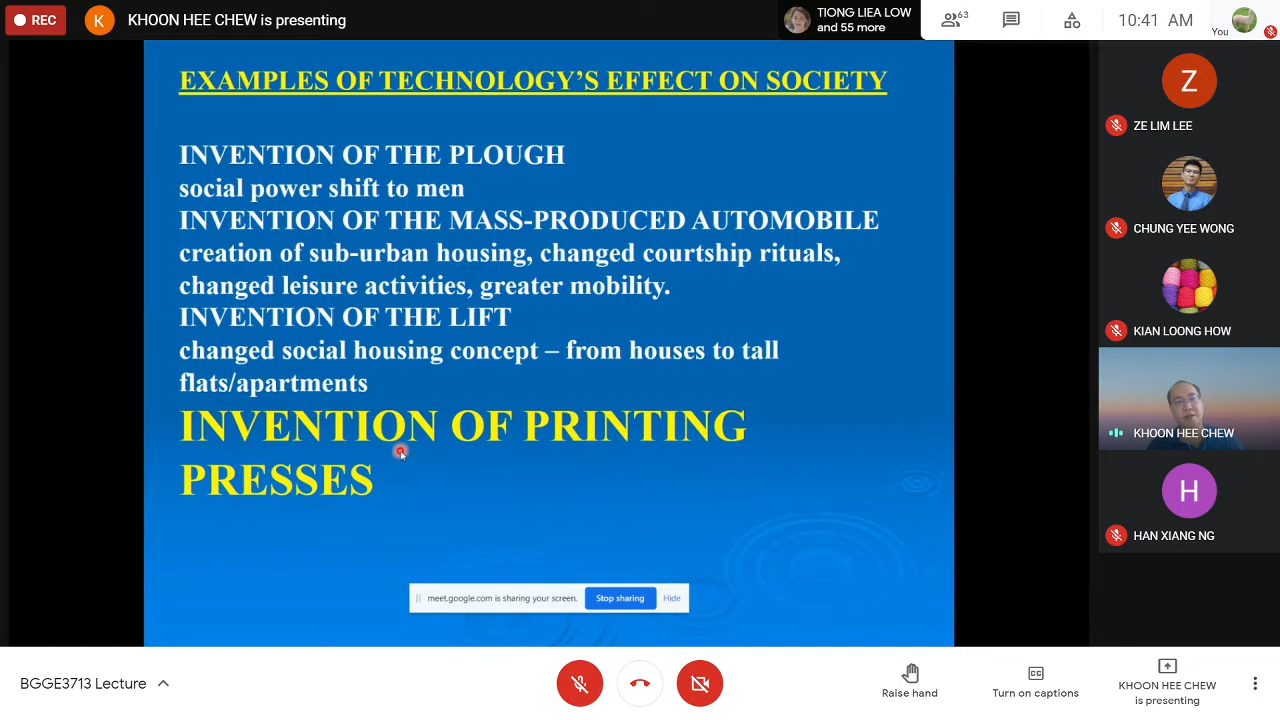 REC
K
KHOON HEE CHEW is presenting
TIONG LIEA LOW
and 55 more
63
10:41 AM
You
EXAMPLES OF TECHNOLOGY’S EFFECT ON SOCIETY
INVENTION OF THE PLOUGH
social power shift to men
INVENTION OF THE MASS-PRODUCED AUTOMOBILE
creation of sub-urban housing, changed courtship rituals,
changed leisure activities, greater mobility.
INVENTION OF THE LIFT
changed social housing concept – from houses to tall
flats/apartments
INVENTION OF PRINTING
PRESSES
meet.google.com is sharing your screen.
Stop sharing
Hide
Z
ZE LIM LEE
CHUNG YEE WONG
KIAN LOONG HOW
KHOON HEE CHEW
H
HAN XIANG NG
BGGE3713 Lecture
Raise hand
CC
Turn on captions
KHOON HEE CHEW
is presenting